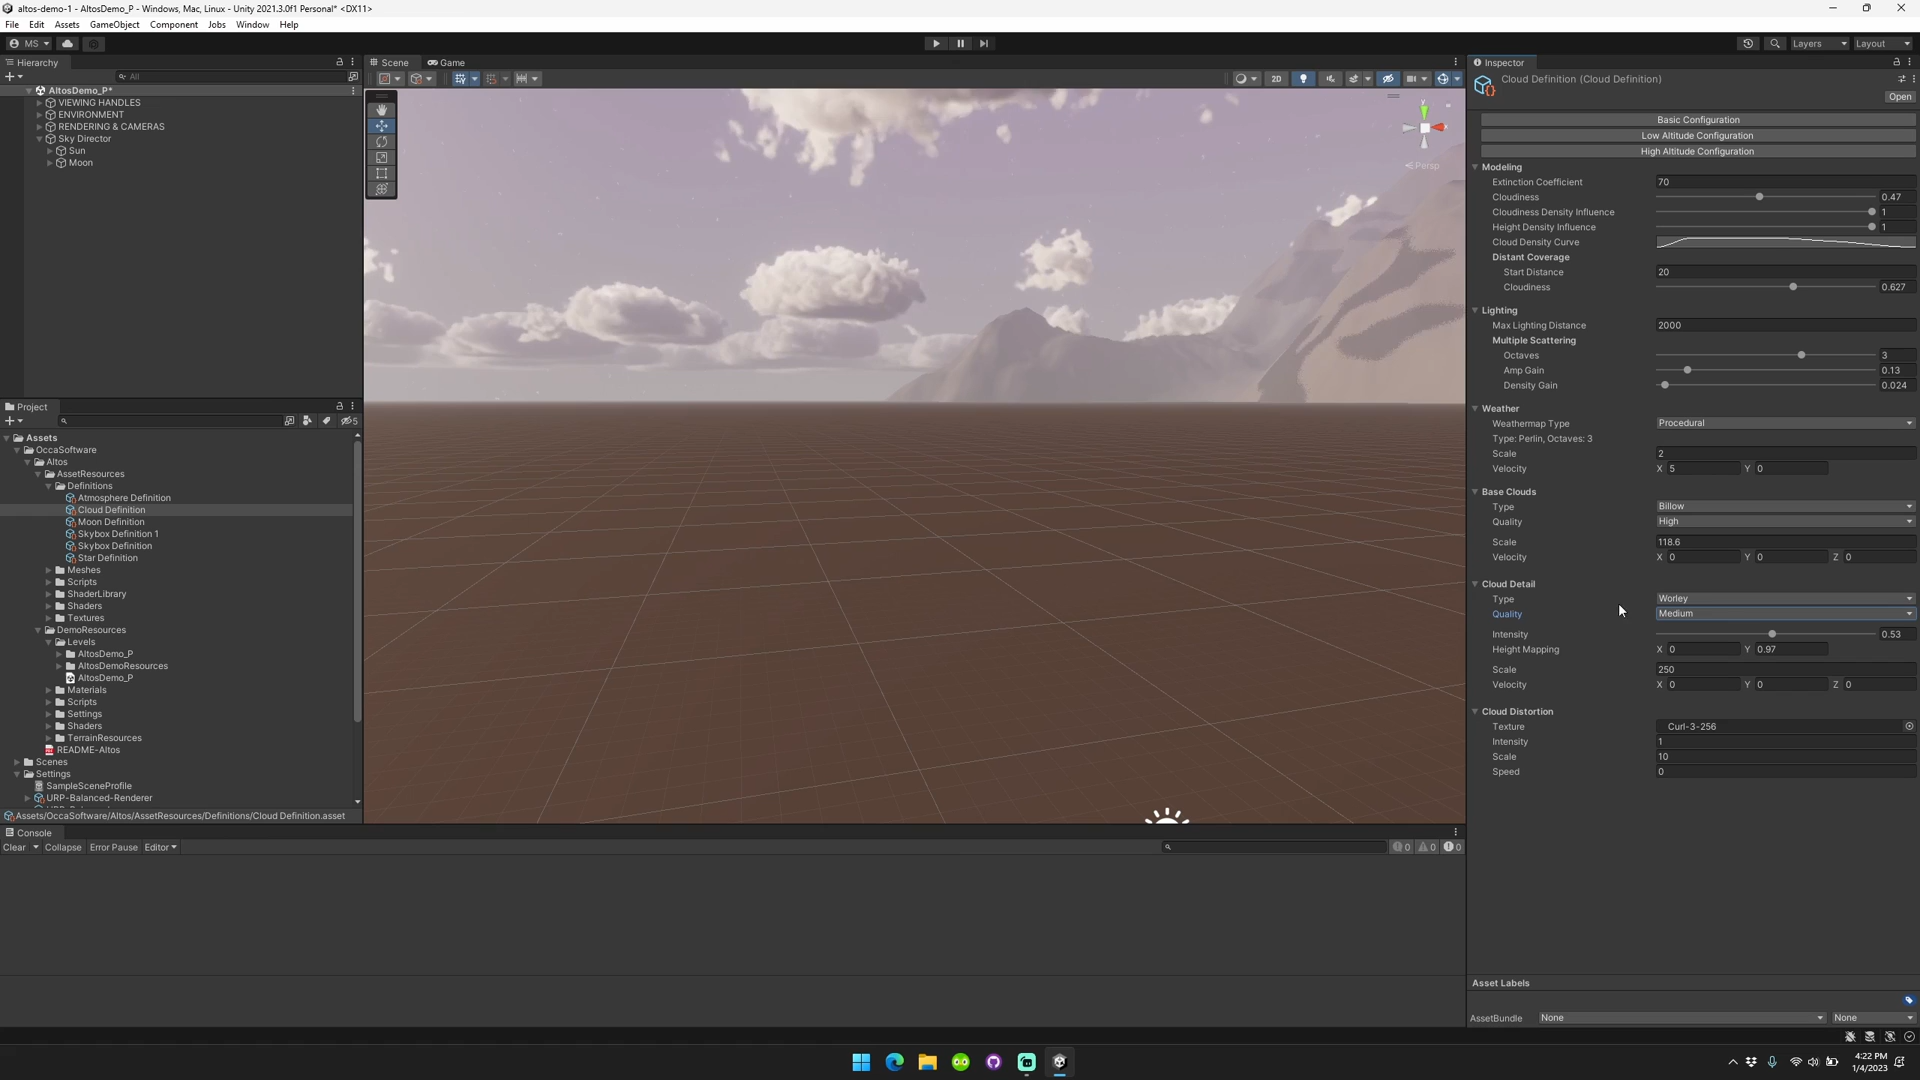 altos-demo-1 - AltosDemo_P - Windows, Mac, Linux - Unity 2021.3.0f1 Personal* <DX11>
File Edit Assets GameObject Component Jobs Window Help
MS
Layers
Layout
Hierarchy
All
AltosDemo_P*
VIEWING HANDLES
ENVIRONMENT
RENDERING & CAMERAS
Sky Director
Sun
Moon
Scene
Game
2D
y
Persp
Project
5
Assets
OccaSoftware
Altos
AssetResources
Definitions
Atmosphere Definition
Cloud Definition
Moon Definition
Skybox Definition 1
Skybox Definition
Star Definition
Meshes
Scripts
ShaderLibrary
Shaders
Textures
DemoResources
Levels
AltosDemo_P
AltosDemoResources
AltosDemo_P
Materials
Scripts
Settings
Shaders
TerrainResources
README-Altos
Scenes
Settings
SampleSceneProfile
URP-Balanced-Renderer
Assets/OccaSoftware/Altos/AssetResources/Definitions/Cloud Definition.asset
Console
Clear Collapse Error Pause Editor
0 0 0
Inspector
Cloud Definition (Cloud Definition)
Open
Basic Configuration
Low Altitude Configuration
High Altitude Configuration
Modeling
Extinction Coefficient 70
Cloudiness 0.47
Cloudiness Density Influence 1
Height Density Influence 1
Cloud Density Curve
Distant Coverage
Start Distance 20
Cloudiness 0.627
Lighting
Max Lighting Distance 2000
Multiple Scattering
Octaves 3
Amp Gain 0.13
Density Gain 0.024
Weather
Weathermap Type Procedural
Type: Perlin, Octaves: 3
Scale 2
Velocity X 5 Y 0
Base Clouds
Type Billow
Quality High
Scale 118.6
Velocity X 0 Y 0 Z 0
Cloud Detail
Type Worley
Quality Medium
Intensity 0.53
Height Mapping X 0 Y 0.97
Scale 250
Velocity X 0 Y 0 Z 0
Cloud Distortion
Texture Curl-3-256
Intensity 1
Scale 10
Speed 0
Asset Labels
AssetBundle None None
4:22 PM
1/4/2023